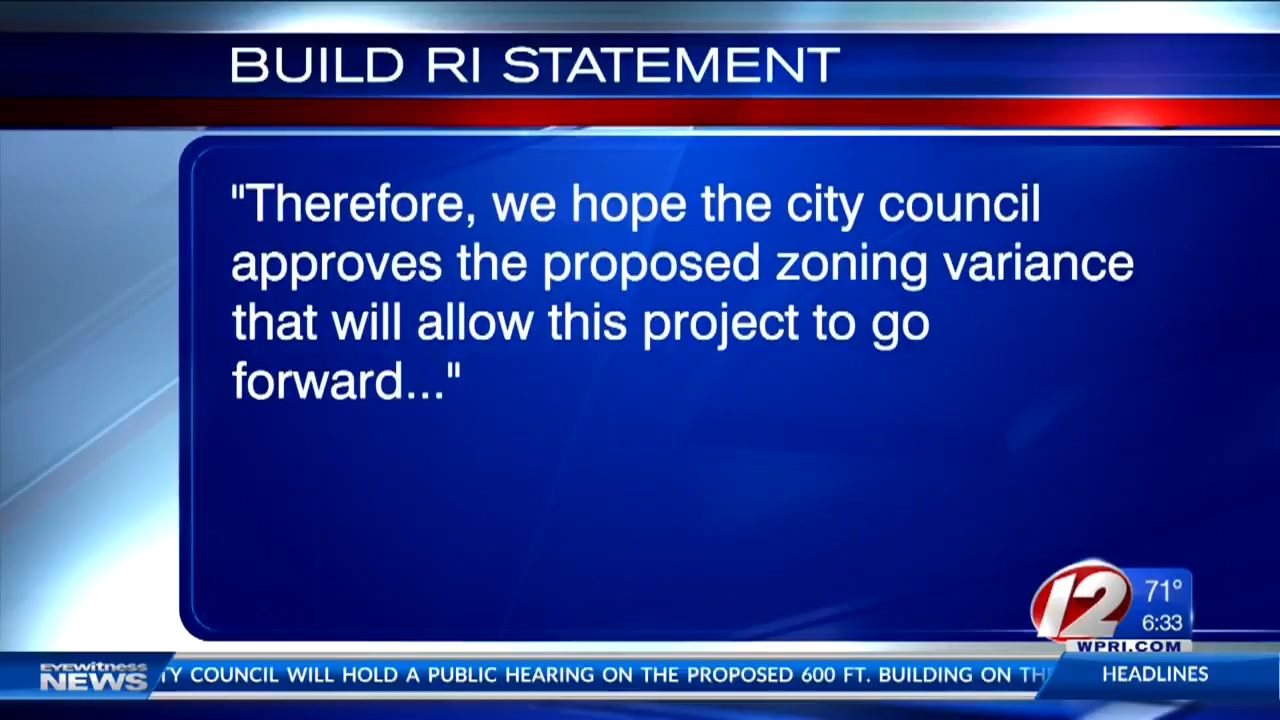 BUILD RI STATEMENT
"Therefore, we hope the city council
approves the proposed zoning variance
that will allow this project to go
forward..."
12
71°
6:33
WPRI.COM
EYEWITNESS
NEWS
COUNCIL WILL HOLD A PUBLIC HEARING ON THE PROPOSED 600 FT. BUILDING ON
HEADLINES